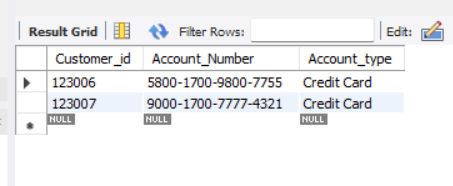 Result Grid Filter Rows: Edit:
Customer_id Account_Number Account_type
123006 5800-1700-9800-7755 Credit Card
123007 9000-1700-7777-4321 Credit Card
NULL NULL NULL